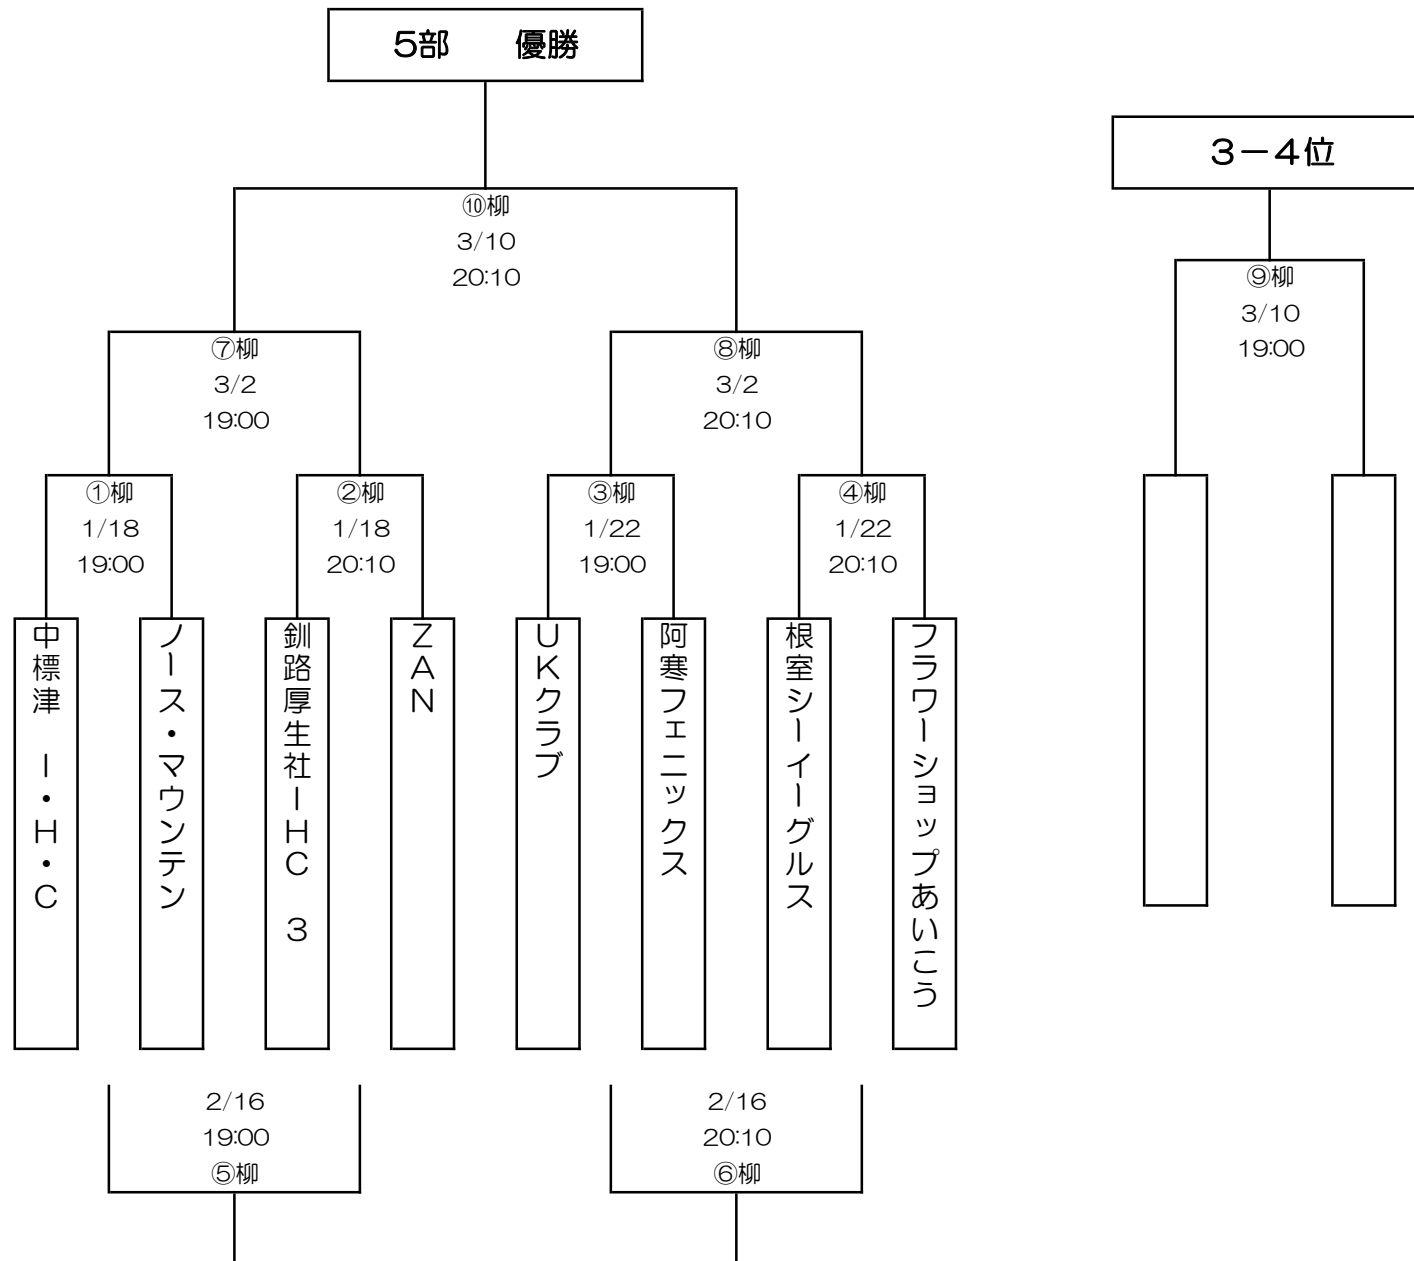 5部　　優勝
3－4位
⑩柳
3/10
20:10
⑨柳
3/10
19:00
⑦柳
3/2
19:00
⑧柳
3/2
20:10
①柳
1/18
19:00
②柳
1/18
20:10
③柳
1/22
19:00
④柳
1/22
20:10
中標津　I・H・C
ノース・マウンテン
釧路厚生社IHC　3
ZAN
UKクラブ
阿寒フェニックス
根室シーイーグルス
フラワーショップあいこう
2/16
19:00
⑤柳
2/16
20:10
⑥柳